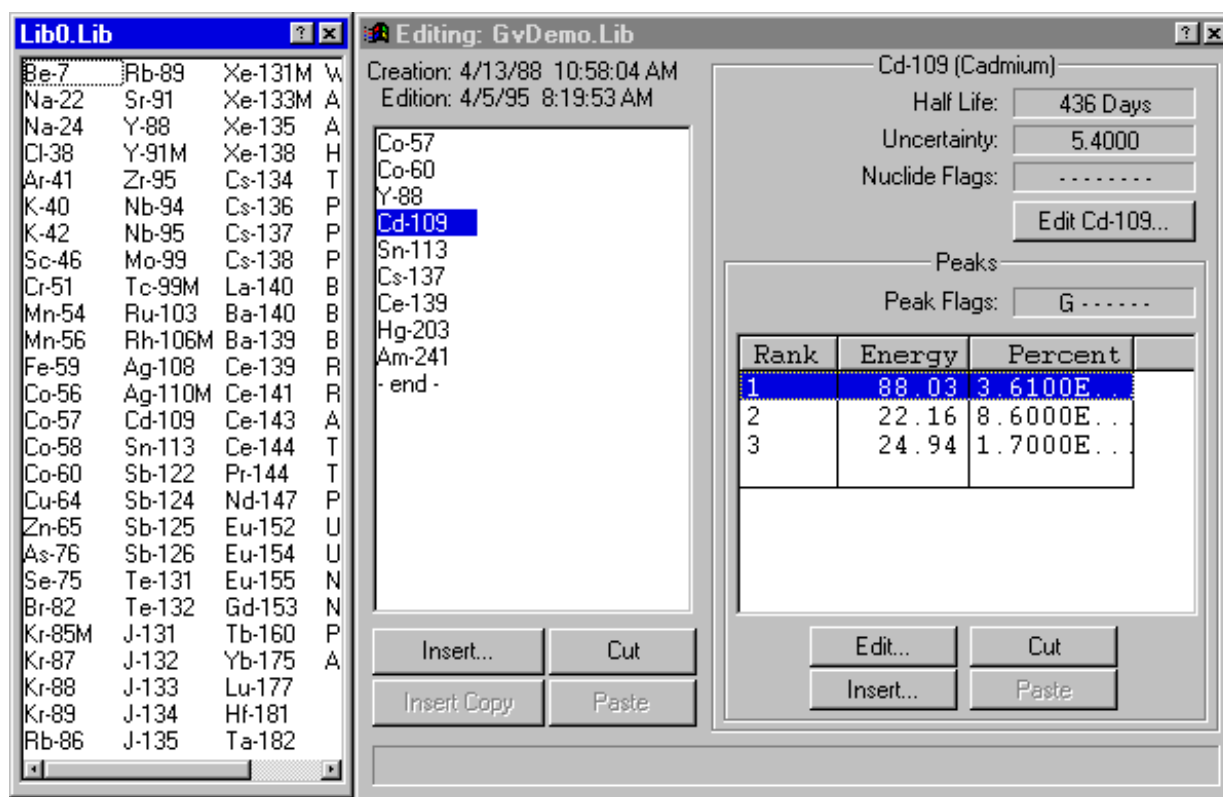 Lib0.Lib
Be-7 Rb-89 Xe-131M W
Na-22 Sr-91 Xe-133M A
Na-24 Y-88 Xe-135 A
Cl-38 Y-91M Xe-138 H
Ar-41 Zr-95 Cs-134 T
K-40 Nb-94 Cs-136 P
K-42 Nb-95 Cs-137 P
Sc-46 Mo-99 Cs-138 P
Cr-51 Tc-99M La-140 B
Mn-54 Ru-103 Ba-140 B
Mn-56 Rh-106M Ba-139 B
Fe-59 Ag-108 Ce-139 R
Co-56 Ag-110M Ce-141 R
Co-57 Cd-109 Ce-143 A
Co-58 Sn-113 Ce-144 T
Co-60 Sb-122 Pr-144 T
Cu-64 Sb-124 Nd-147 P
Zn-65 Sb-125 Eu-152 U
As-76 Sb-126 Eu-154 U
Se-75 Te-131 Eu-155 N
Br-82 Te-132 Gd-153 N
Kr-85M J-131 Tb-160 P
Kr-87 J-132 Yb-175 A
Kr-88 J-133 Lu-177
Kr-89 J-134 Hf-181
Rb-86 J-135 Ta-182
Editing: GvDemo.Lib
Creation: 4/13/88 10:58:04 AM
Edition: 4/5/95 8:19:53 AM
Co-57
Co-60
Y-88
Cd-109
Sn-113
Cs-137
Ce-139
Hg-203
Am-241
- end -
Insert... Cut
Insert Copy Paste
Cd-109 (Cadmium)
Half Life: 436 Days
Uncertainty: 5.4000
Nuclide Flags: - - - - - - - -
Edit Cd-109...
Peaks
Peak Flags: G - - - - - -
Rank Energy Percent
1 88.03 3.6100E...
2 22.16 8.6000E...
3 24.94 1.7000E...
Edit... Cut
Insert... Paste